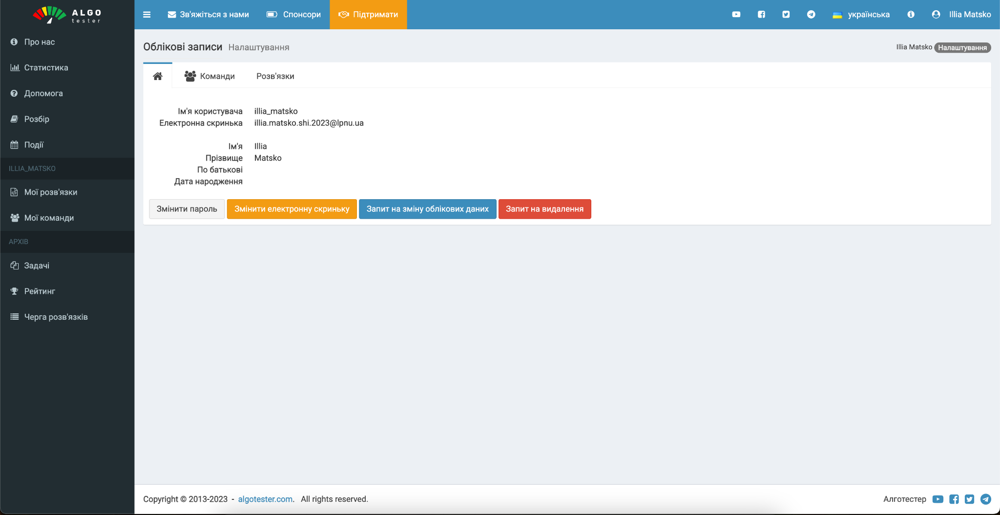 ALGO
tester
Зв'яжіться з нами
Спонсори
Підтримати
українська
Illia Matsko
Про нас
Статистика
Допомога
Розбір
Події
ILLIA_MATSKO
Мої розв'язки
Мої команди
АРХІВ
Задачі
Рейтинг
Черга розв'язків
Облікові записи Налаштування
Illia Matsko Налаштування
Команди
Розв'язки
Ім'я користувача illia_matsko
Електронна скринька illia.matsko.shi.2023@lpnu.ua
Ім'я Illia
Прізвище Matsko
По батькові
Дата народження
Змінити пароль
Змінити електронну скриньку
Запит на зміну облікових даних
Запит на видалення
Copyright © 2013-2023 - algotester.com. All rights reserved.
Алготестер